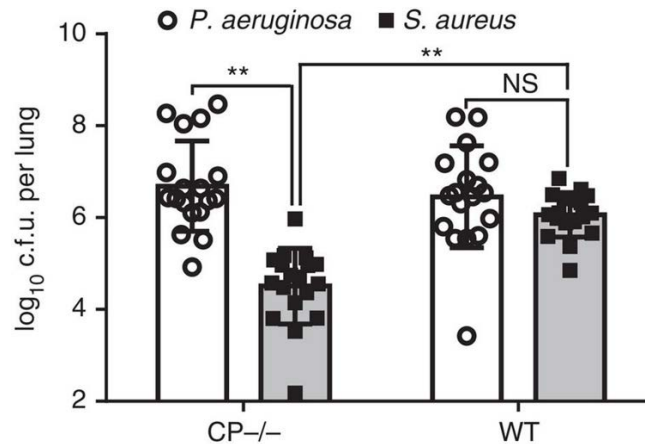 P. aeruginosa S. aureus
10
8
6
4
2
log10 c.f.u. per lung
**
**
NS
CP–/–
WT